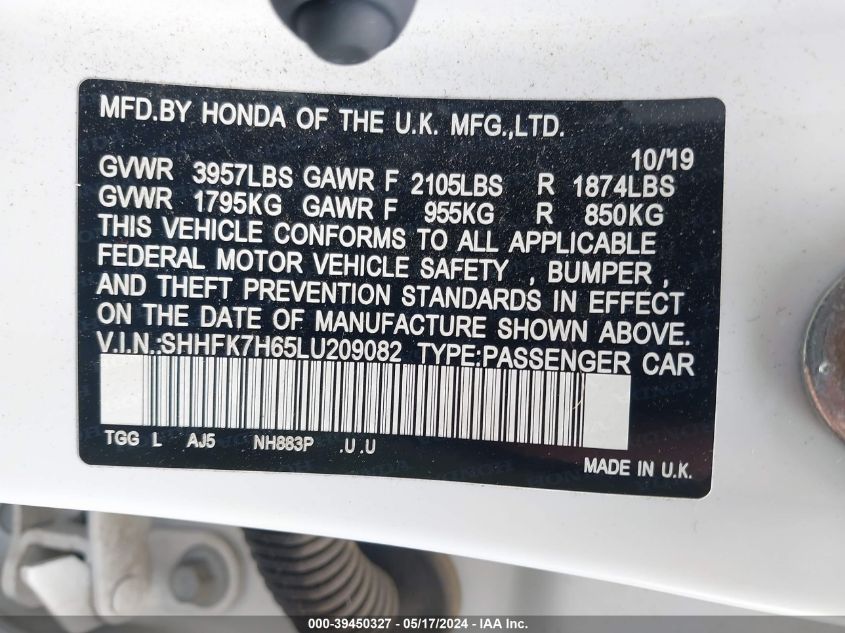 MFD.BY HONDA OF THE U.K. MFG.,LTD.
10/'19
GVWR 3957LBS GAWR F 2105LBS R 1874LBS
GVWR 1795KG GAWR F 955KG R 850KG
THIS VEHICLE CONFORMS TO ALL APPLICABLE
FEDERAL MOTOR VEHICLE SAFETY , BUMPER ,
AND THEFT PREVENTION STANDARDS IN EFFECT
ON THE DATE OF MANUFACTURE SHOWN ABOVE.
V.I.N.:SHHFK7H65LU209082 TYPE:PASSENGER CAR
TGG L AJ5 NH883P .U .U
MADE IN U.K.
000-39450327 / 05/17/2024 / IAA Inc.